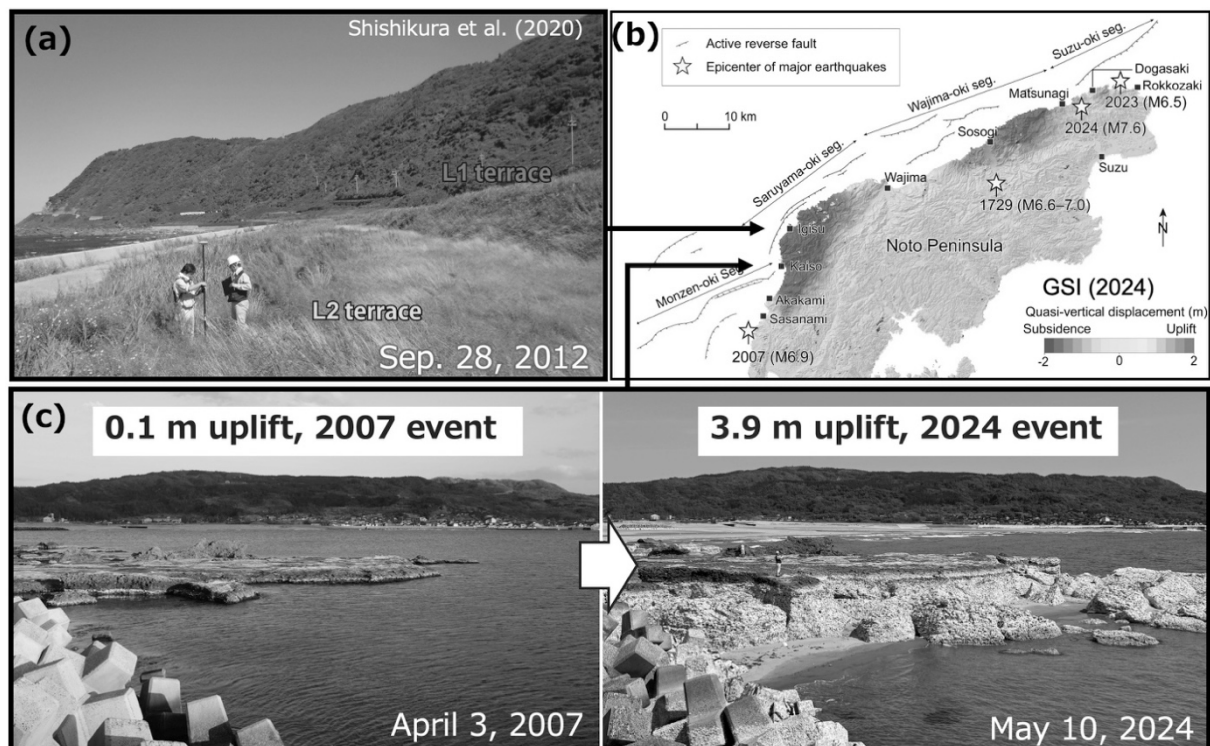 (a)
Shishikura et al. (2020)
L1 terrace
L2 terrace
Sep. 28, 2012
(b)
Active reverse fault
Epicenter of major earthquakes
0 10 km
Suzu-oki seg.
Wajima-oki seg.
Saruyama-oki seg.
Monzen-oki Seg.
Dogasaki
Rokkozaki
Matsunagi
2023 (M6.5)
2024 (M7.6)
Sosogi
Suzu
Wajima
1729 (M6.6–7.0)
Igisu
Noto Peninsula
N
Kaiso
Akakami
Sasanami
2007 (M6.9)
GSI (2024)
Quasi-vertical displacement (m)
Subsidence Uplift
-2 0 2
(c)
0.1 m uplift, 2007 event
April 3, 2007
3.9 m uplift, 2024 event
May 10, 2024